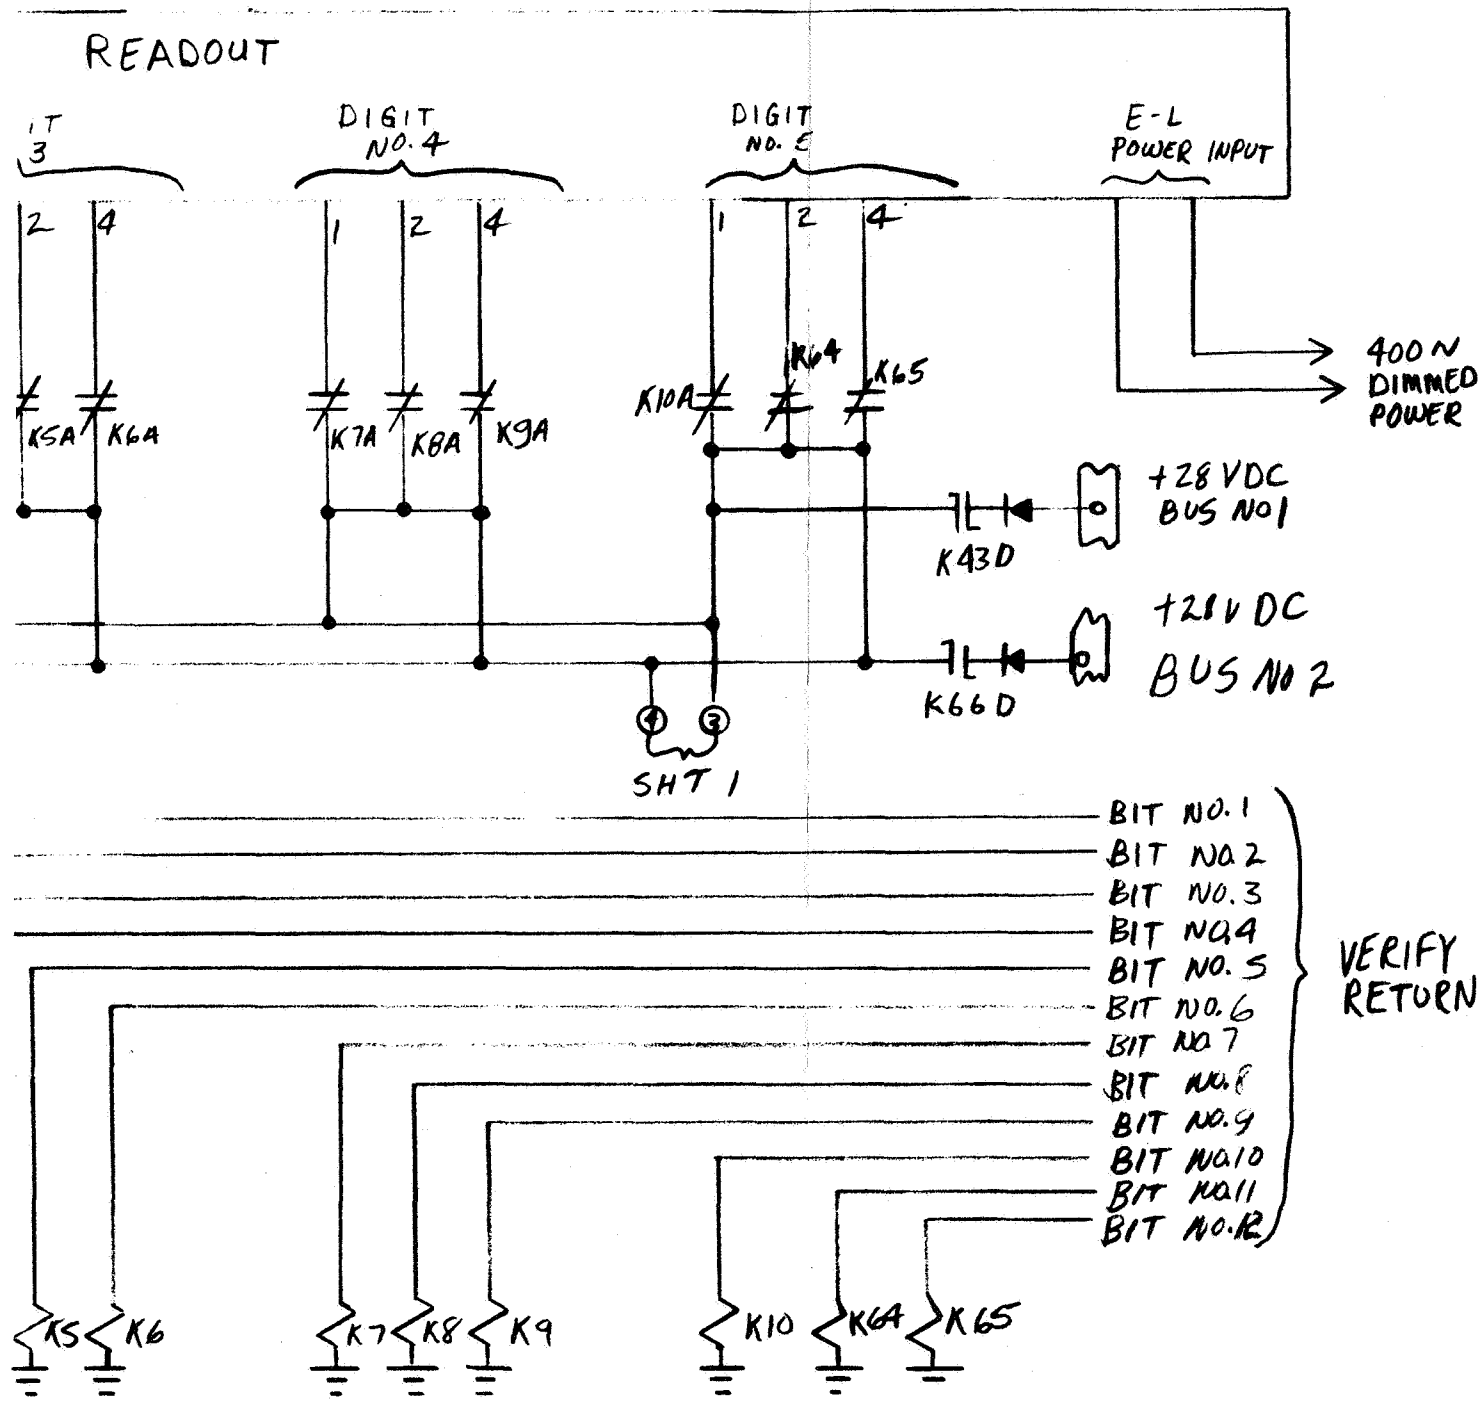 READOUT
IT
3
DIGIT
NO. 4
DIGIT
NO. 5
E-L
POWER INPUT
2 4 1 2 4 1 2 4
400~
DIMMED
POWER
K5A K6A K7A K8A K9A K10A K64 K65
+28 VDC
BUS NO 1
K43D
+28V DC
BUS NO 2
K66D
4 3
SHT 1
BIT NO. 1
BIT NO. 2
BIT NO. 3
BIT NO. 4
BIT NO. 5
BIT NO. 6
BIT NO. 7
BIT NO. 8
BIT NO. 9
BIT NO. 10
BIT NO. 11
BIT NO. 12
VERIFY
RETURN
K5 K6 K7 K8 K9 K10 K64 K65